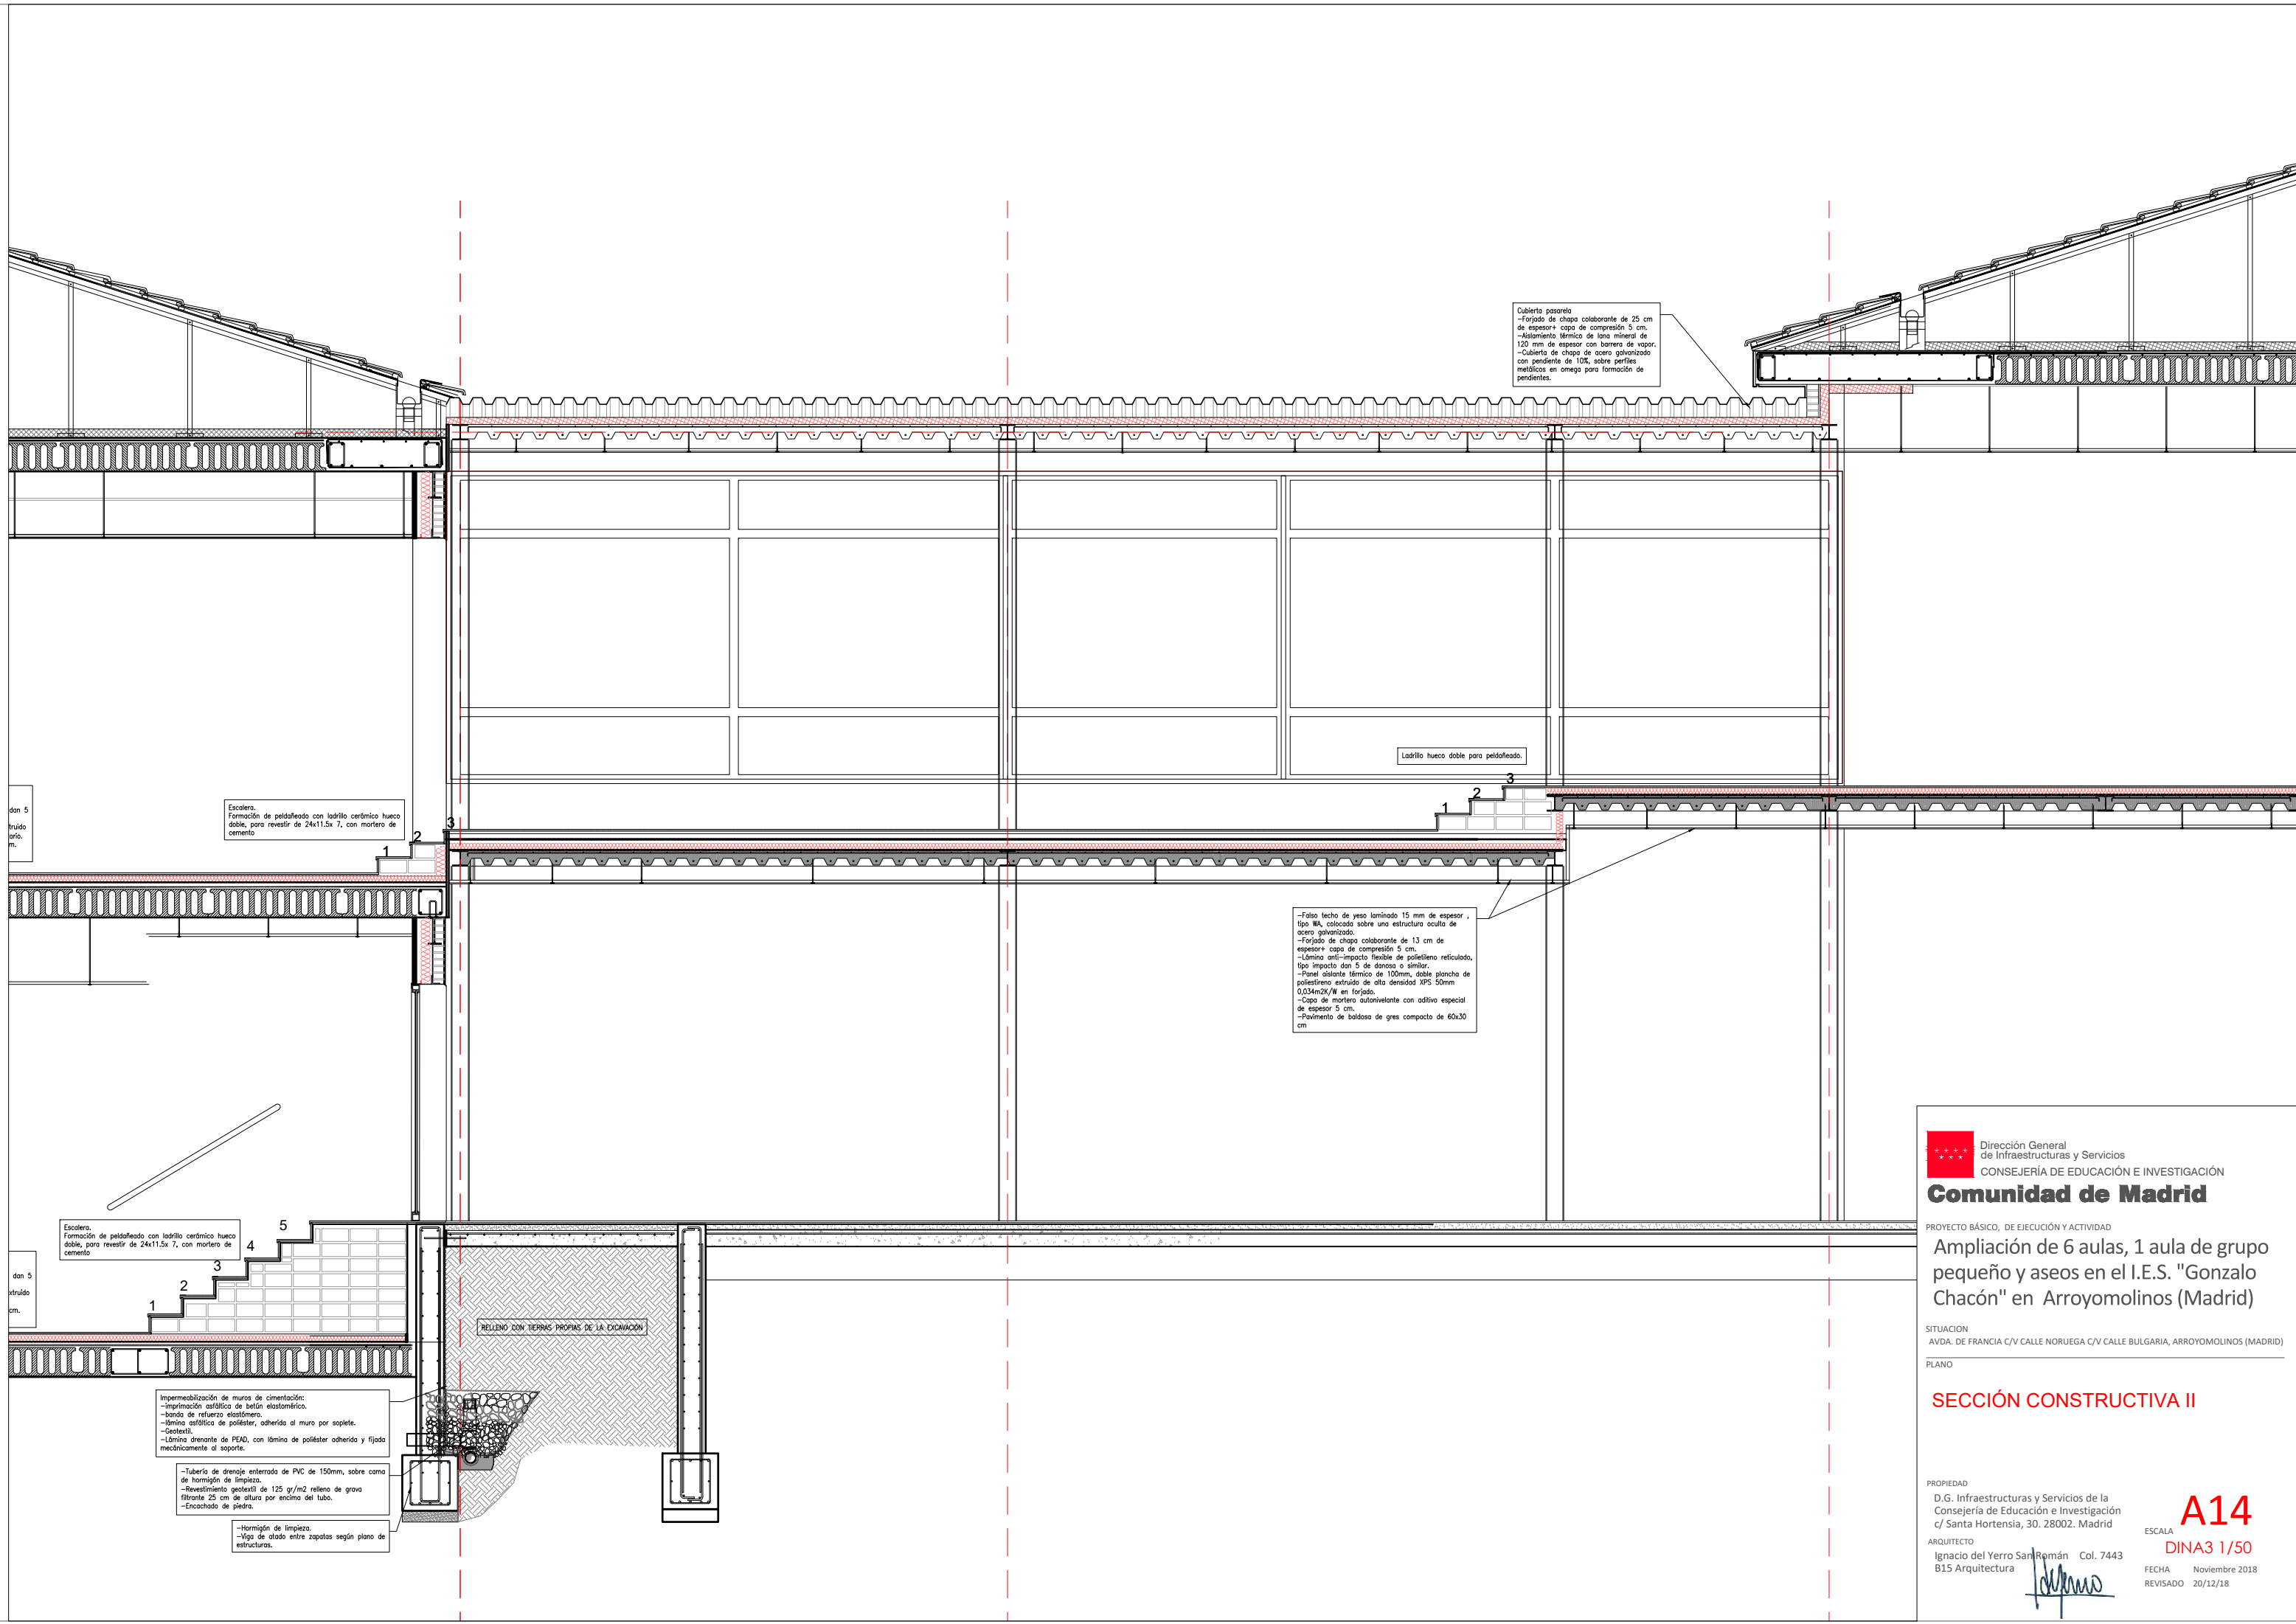 Cubierta pasarela
-Forjado de chapa colaborante de 25 cm
de espesor+ capa de compresión 5 cm.
-Aislamiento térmico de lana mineral de
120 mm de espesor con barrera de vapor.
-Cubierta de chapa de acero galvanizado
con pendiente de 10%, sobre perfiles
metálicos en omega para formación de
pendientes.
Ladrillo hueco doble para peldañeado.
1
2
3
dan 5
truido
ario.
m.
Escalera.
Formación de peldañeado con ladrillo cerámico hueco
doble, para revestir de 24x11.5x 7, con mortero de
cemento
1
2
3
-Falso techo de yeso laminado 15 mm de espesor ,
tipo WA, colocada sobre una estructura oculta de
acero galvanizado.
-Forjado de chapa colaborante de 13 cm de
espesor+ capa de compresión 5 cm.
-Lámina anti-impacto flexible de polietileno reticulado,
tipo impacto dan 5 de danosa o similar.
-Panel aislante térmico de 100mm, doble plancha de
poliestireno extruido de alta densidad XPS 50mm
0,034m2K/W en forjado.
-Capa de mortero autonivelante con aditivo especial
de espesor 5 cm.
-Pavimento de baldosa de gres compacto de 60x30
cm
Escalera.
Formación de peldañeado con ladrillo cerámico hueco
doble, para revestir de 24x11.5x 7, con mortero de
cemento
1
2
3
4
5
dan 5
xtruido
cm.
RELLENO CON TIERRAS PROPIAS DE LA EXCAVACIÓN
Impermeabilización de muros de cimentación:
-imprimación asfáltica de betún elastomérico.
-banda de refuerzo elastómero.
-lámina asfáltica de poliéster, adherida al muro por soplete.
-Geotextil.
-Lámina drenante de PEAD, con lámina de poliéster adherida y fijada
mecánicamente al soporte.
-Tubería de drenaje enterrada de PVC de 150mm, sobre cama
de hormigón de limpieza.
-Revestimiento geotextil de 125 gr/m2 relleno de grava
filtrante 25 cm de altura por encima del tubo.
-Encachado de piedra.
-Hormigón de limpieza.
-Viga de atado entre zapatas según plano de
estructuras.
Dirección General
de Infraestructuras y Servicios
CONSEJERÍA DE EDUCACIÓN E INVESTIGACIÓN
Comunidad de Madrid
PROYECTO BÁSICO, DE EJECUCIÓN Y ACTIVIDAD
Ampliación de 6 aulas, 1 aula de grupo
pequeño y aseos en el I.E.S. "Gonzalo
Chacón" en Arroyomolinos (Madrid)
SITUACION
AVDA. DE FRANCIA C/V CALLE NORUEGA C/V CALLE BULGARIA, ARROYOMOLINOS (MADRID)
PLANO
SECCIÓN CONSTRUCTIVA II
PROPIEDAD
D.G. Infraestructuras y Servicios de la
Consejería de Educación e Investigación
c/ Santa Hortensia, 30. 28002. Madrid
ARQUITECTO
Ignacio del Yerro San Román Col. 7443
B15 Arquitectura
A14
ESCALA
DINA3 1/50
FECHA Noviembre 2018
REVISADO 20/12/18